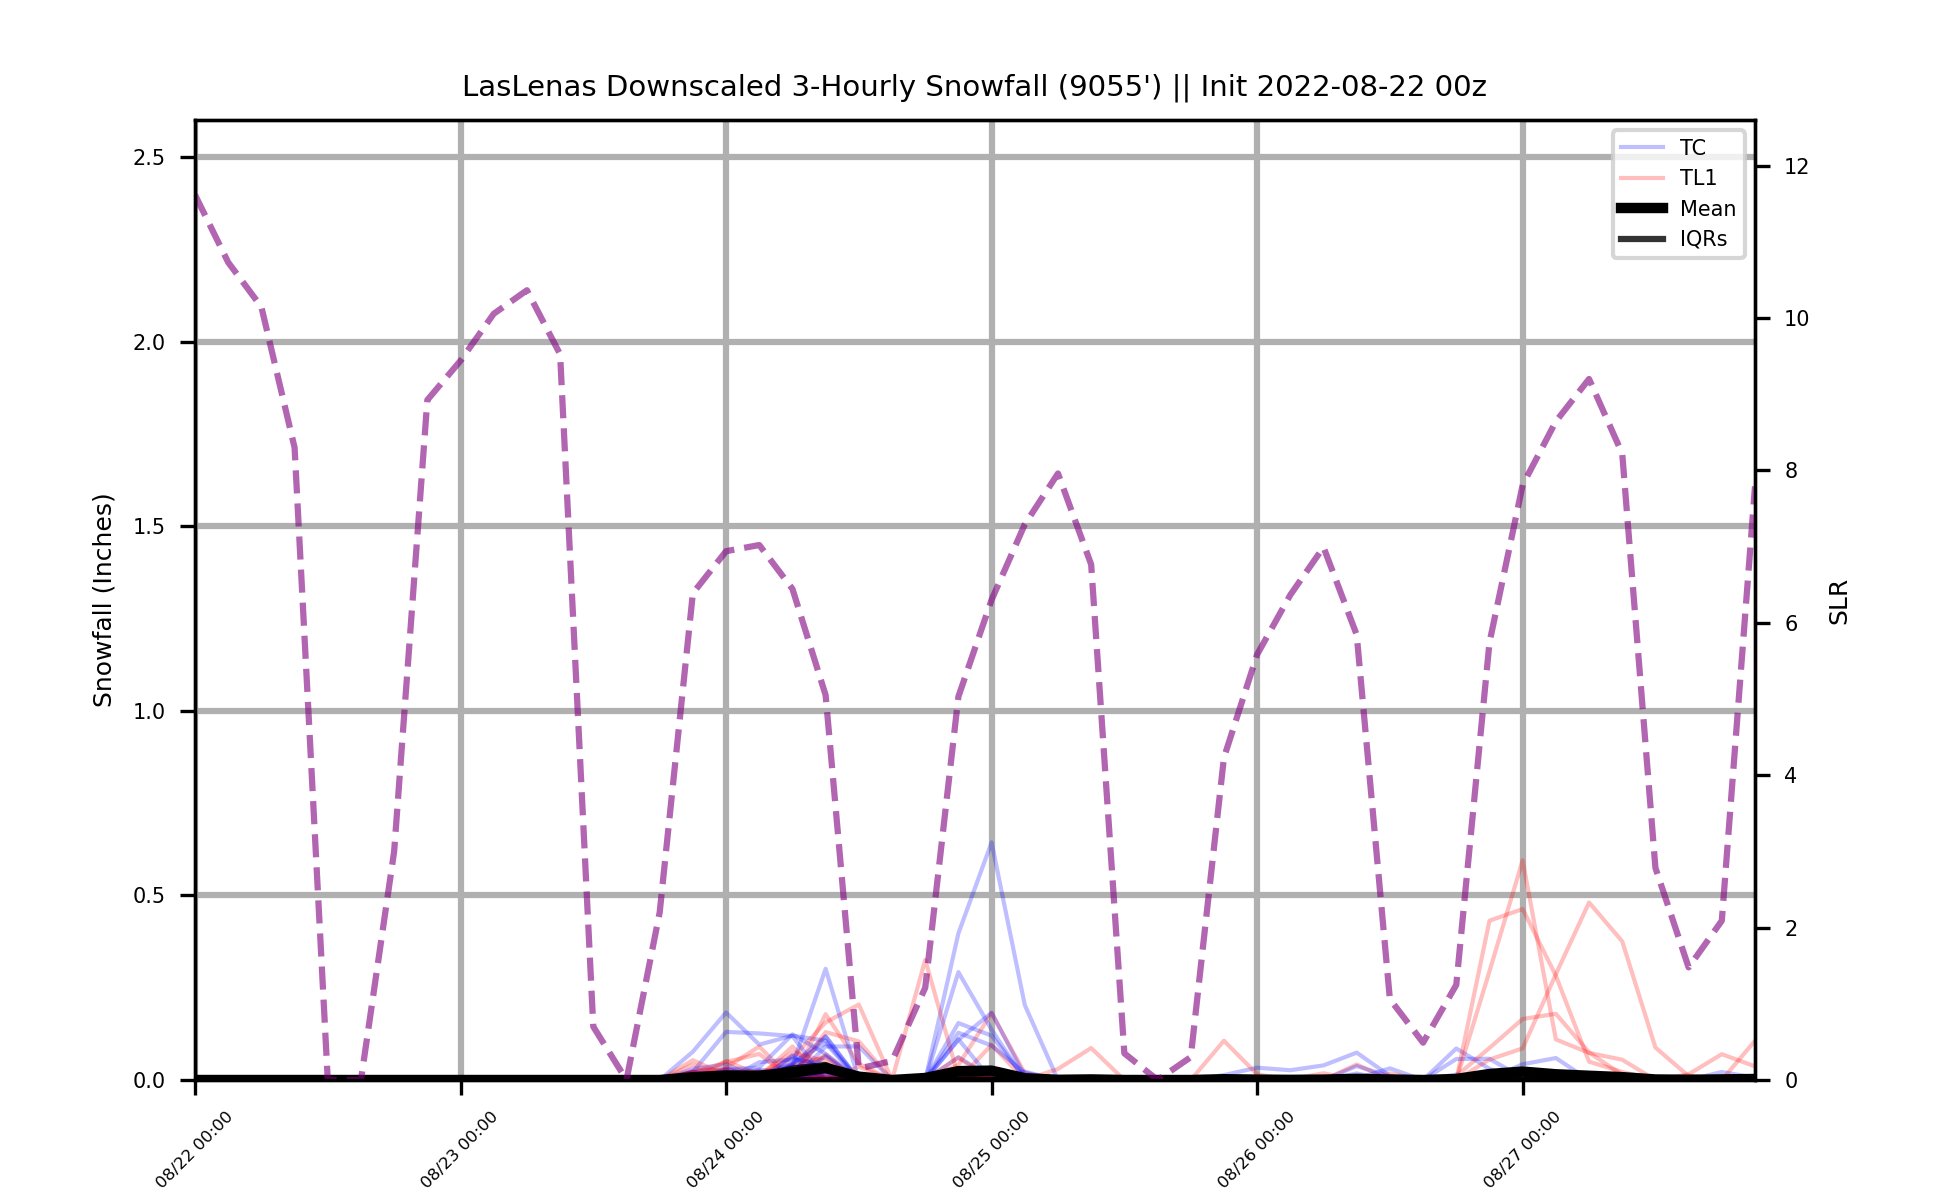 LasLenas Downscaled 3-Hourly Snowfall (9055') || Init 2022-08-22 00z
TC
TL1
Mean
IQRs
2.5
2.0
1.5
1.0
0.5
0.0
Snowfall (Inches)
12
10
8
6
4
2
0
SLR
08/22 00:00
08/23 00:00
08/24 00:00
08/25 00:00
08/26 00:00
08/27 00:00